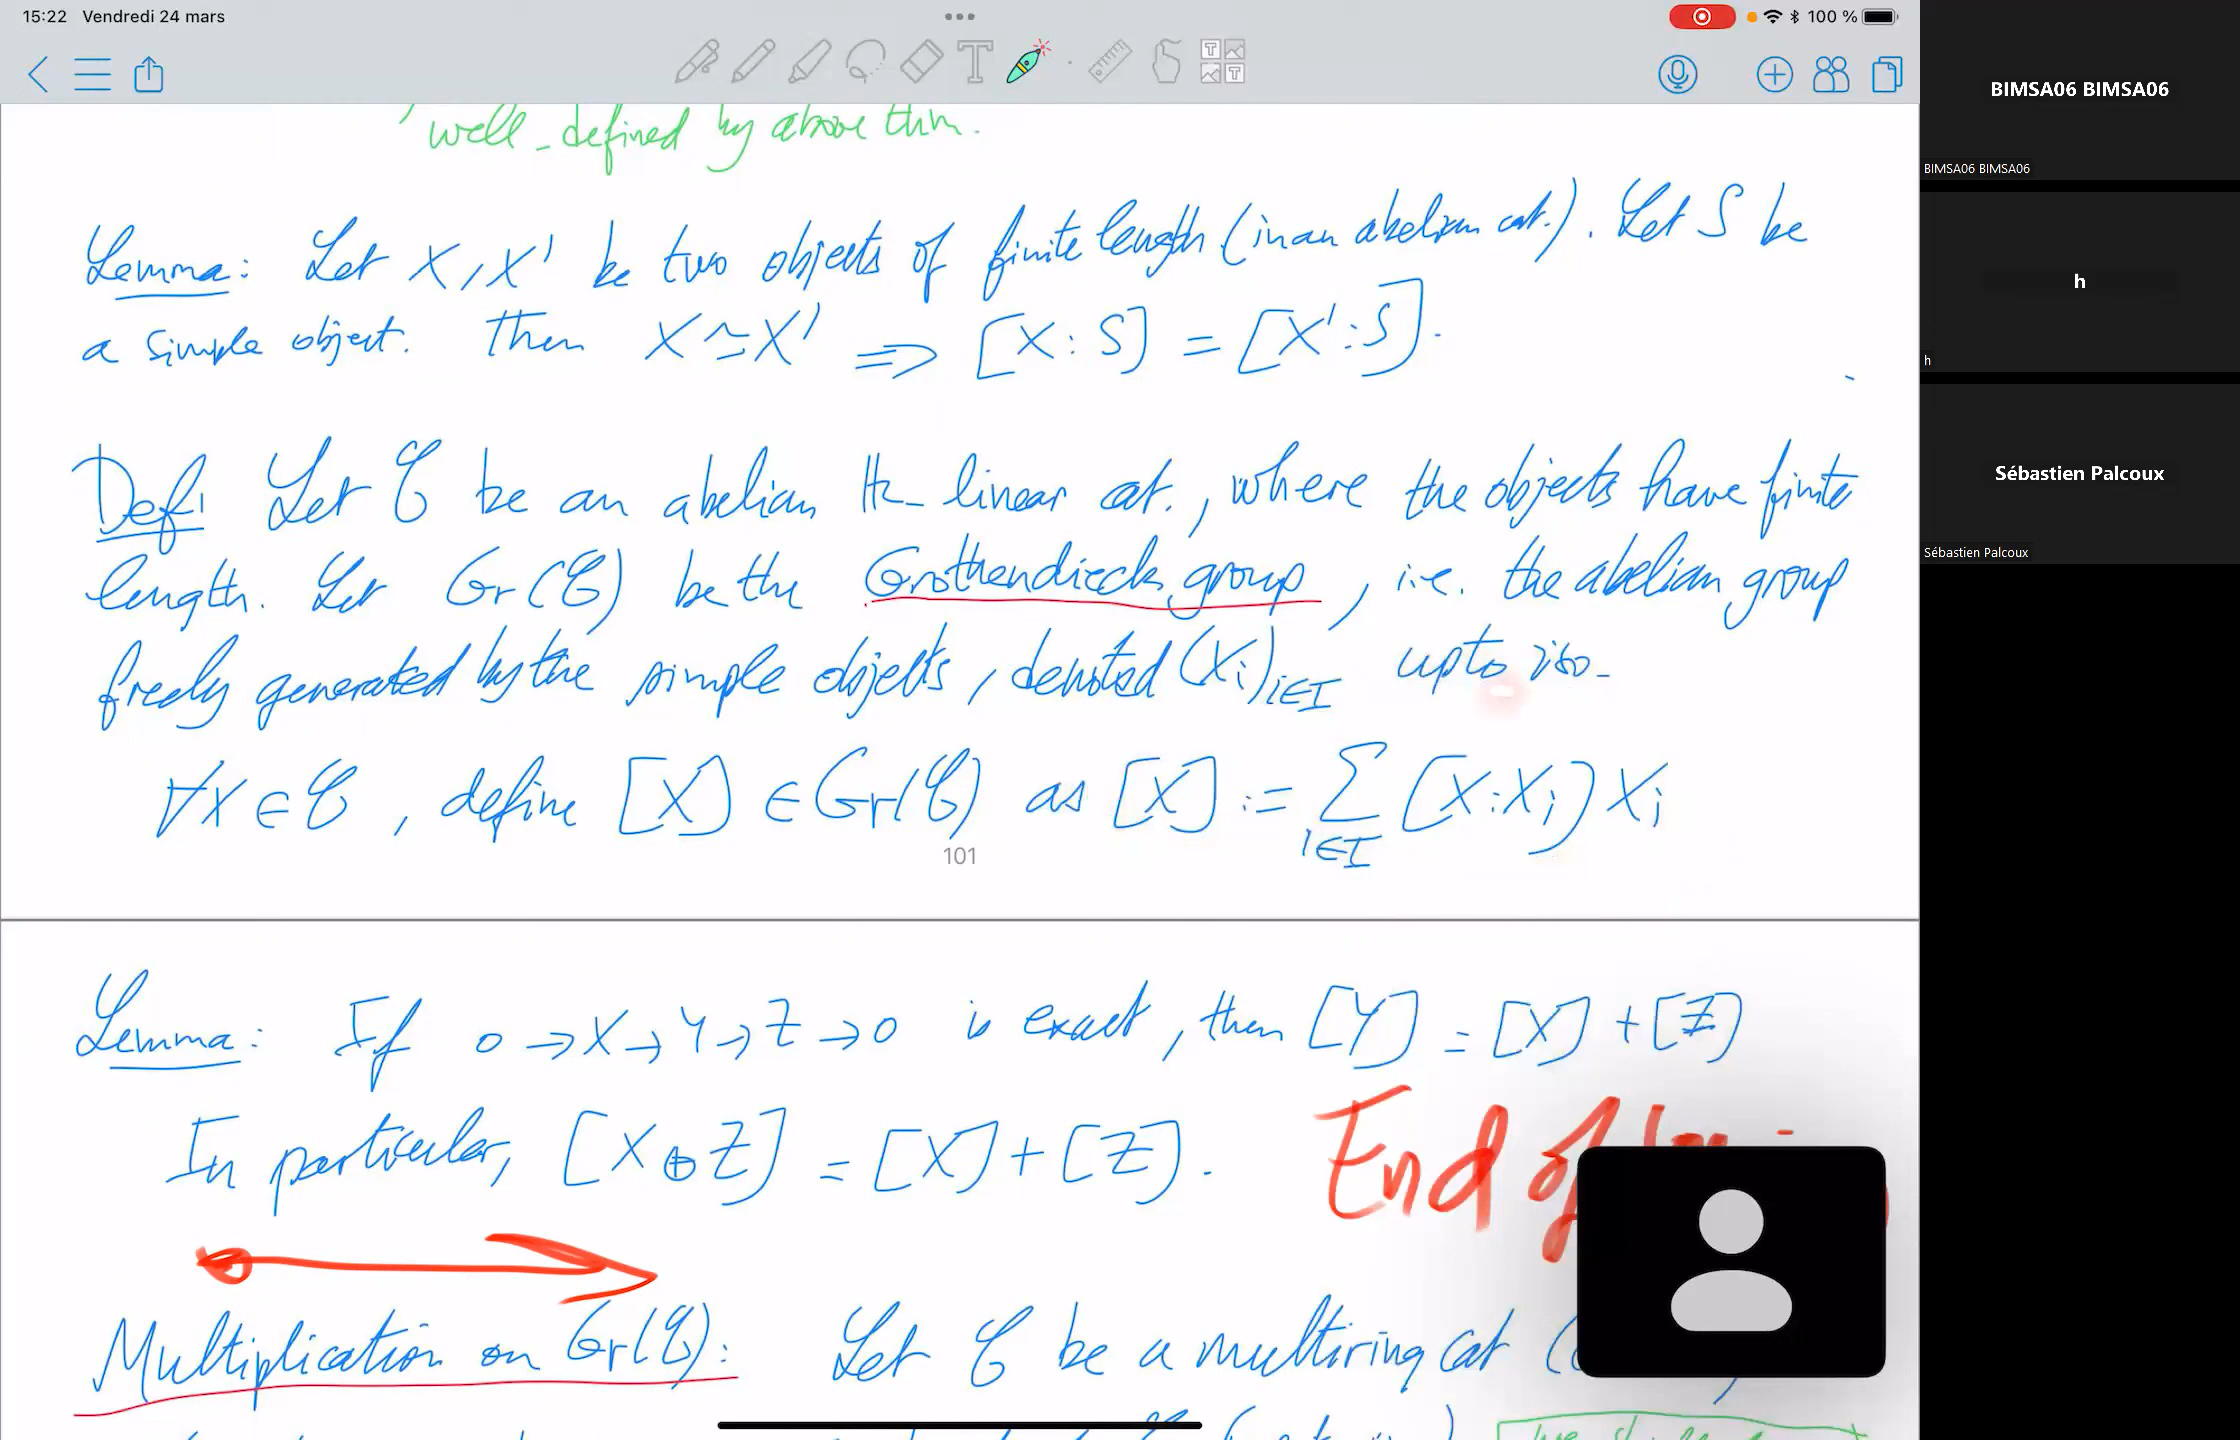 15:22 Vendredi 24 mars
100 %
well-defined by above thm.
Lemma: Let X, X' be two objects of finite length (in an abelian cat.). Let S be
a simple object. Then X ≃ X' ⟹ [X : S] = [X' : S].
Def: Let 𝒞 be an abelian 𝕜-linear cat., where the objects have finite
length. Let Gr(𝒞) be the Grothendieck group, i.e. the abelian group
freely generated by the simple objects, denoted (Xi)i∈I up to iso.
∀X ∈ 𝒞, define [X] ∈ Gr(𝒞) as [X] := ∑i∈I [X : Xi] Xi
101
Lemma: If 0 → X → Y → Z → 0 is exact, then [Y] = [X] + [Z]
In particular, [X ⊕ Z] = [X] + [Z].
End of
Multiplication on Gr(𝒞): Let 𝒞 be a multiring cat
BIMSA06 BIMSA06
BIMSA06 BIMSA06
h
h
Sébastien Palcoux
Sébastien Palcoux